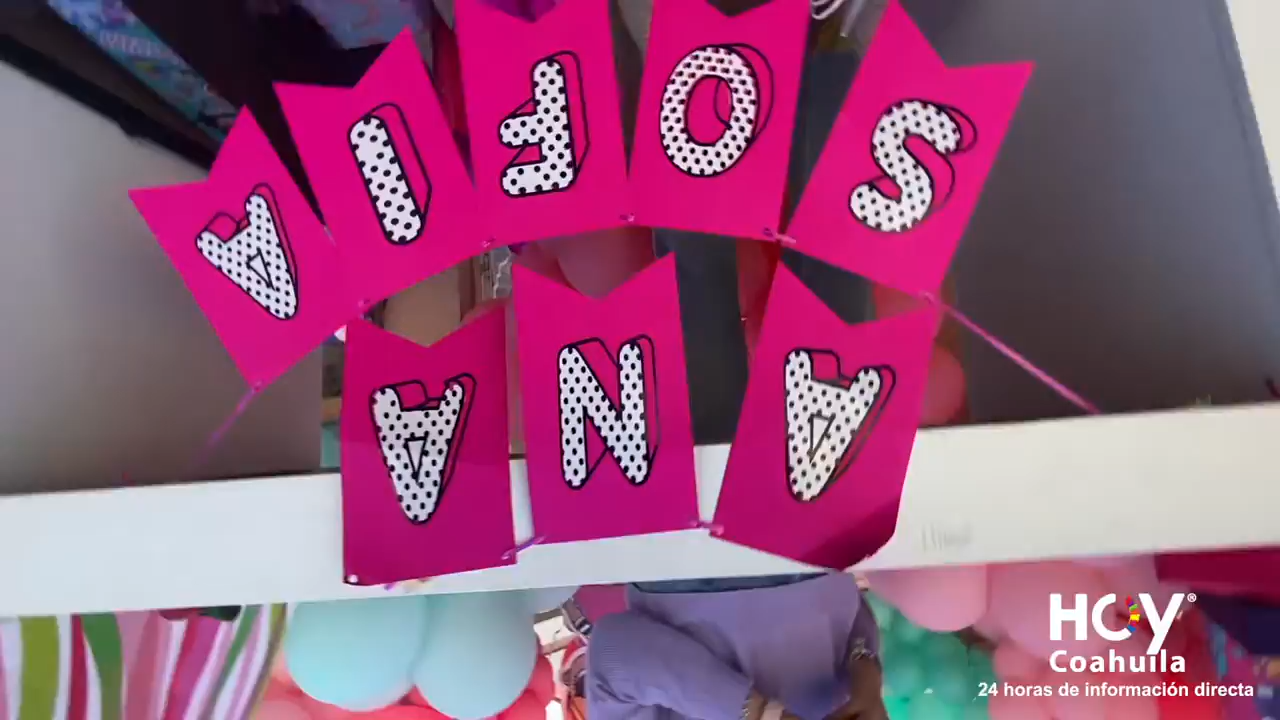 ANA
SOFIA
HOY®
Coahuila
24 horas de información directa